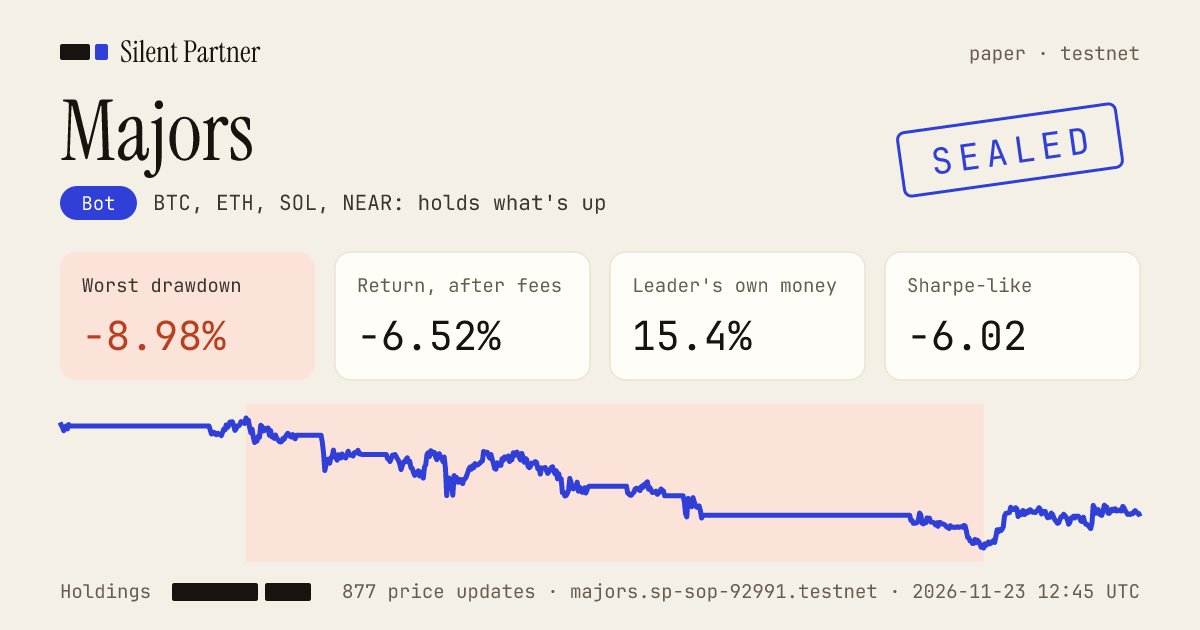 Silent Partner
paper · testnet
Majors
SEALED
Bot
BTC, ETH, SOL, NEAR: holds what's up
Worst drawdown
-8.98%
Return, after fees
-6.52%
Leader's own money
15.4%
Sharpe-like
-6.02
Holdings
877 price updates · majors.sp-sop-92991.testnet · 2026-11-23 12:45 UTC